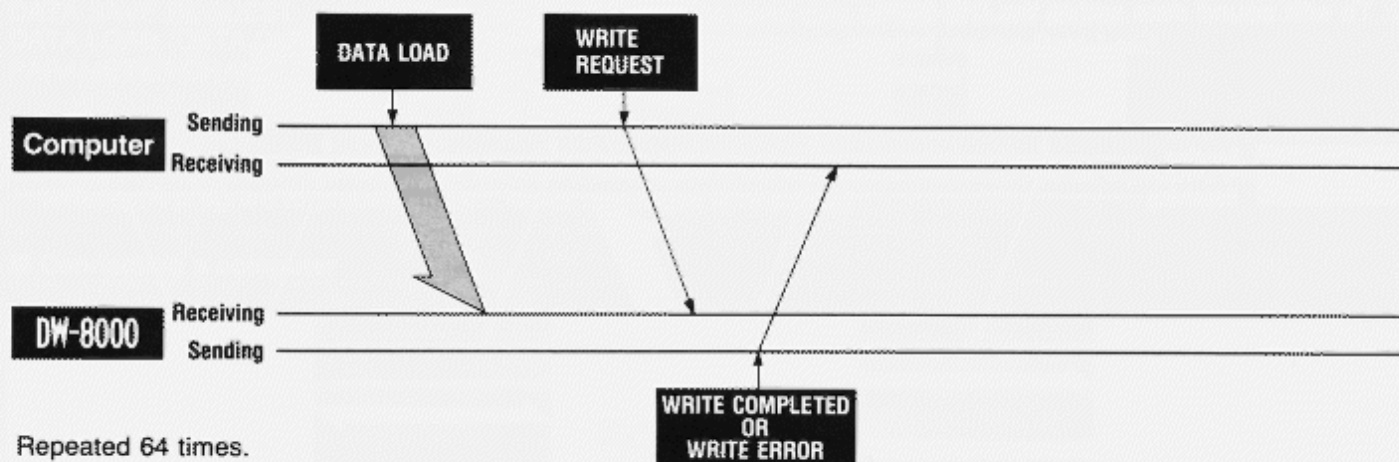 DATA LOAD
WRITE
REQUEST
Computer
Sending
Receiving
DW-8000
Receiving
Sending
WRITE COMPLETED
OR
WRITE ERROR
Repeated 64 times.